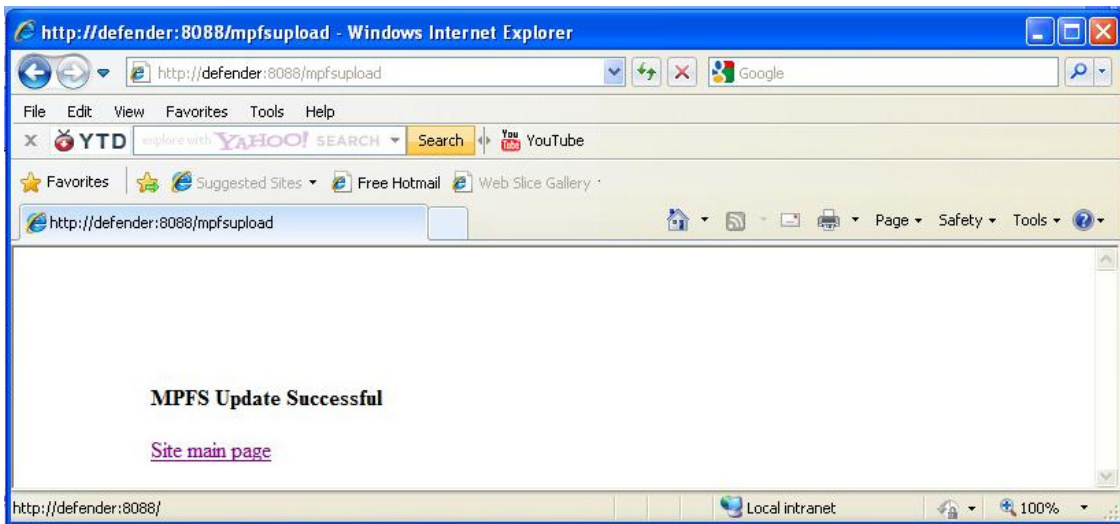 http://defender:8088/mpfsupload - Windows Internet Explorer
http://defender:8088/mpfsupload Google
File Edit View Favorites Tools Help
x YTD explore with YAHOO! SEARCH Search You Tube YouTube
Favorites Suggested Sites Free Hotmail Web Slice Gallery
http://defender:8088/mpfsupload Page Safety Tools
MPFS Update Successful
Site main page
http://defender:8088/ Local intranet 100%